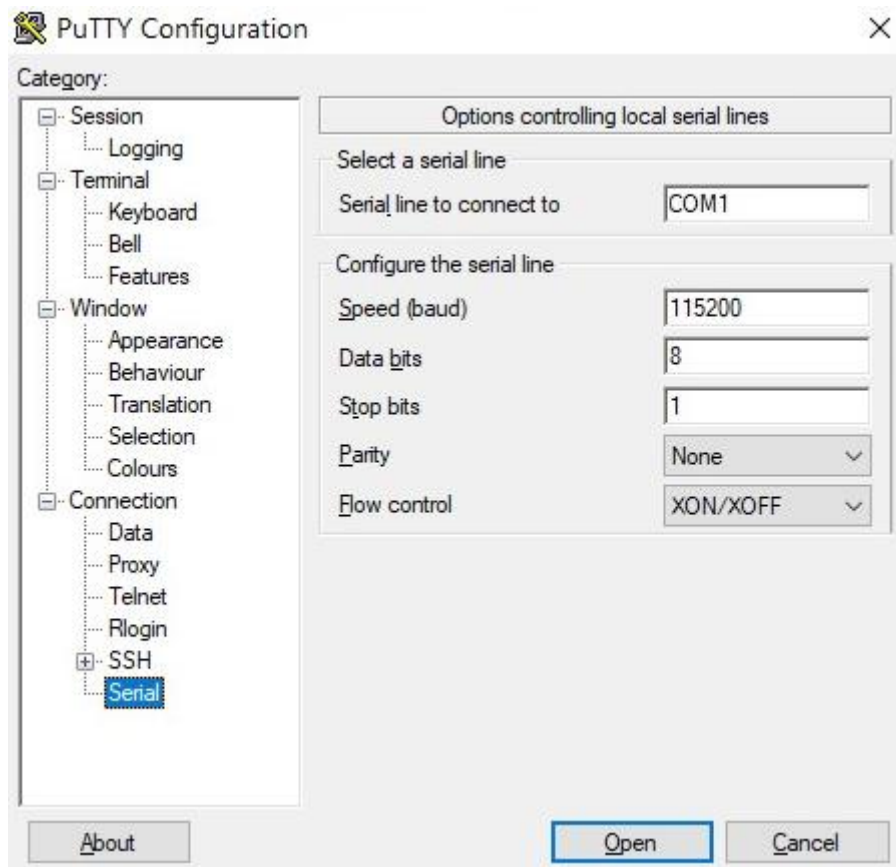 PuTTY Configuration
Category:
Session
Logging
Terminal
Keyboard
Bell
Features
Window
Appearance
Behaviour
Translation
Selection
Colours
Connection
Data
Proxy
Telnet
Rlogin
SSH
Serial
Options controlling local serial lines
Select a serial line
Serial line to connect to COM1
Configure the serial line
Speed (baud) 115200
Data bits 8
Stop bits 1
Parity None
Flow control XON/XOFF
About Open Cancel